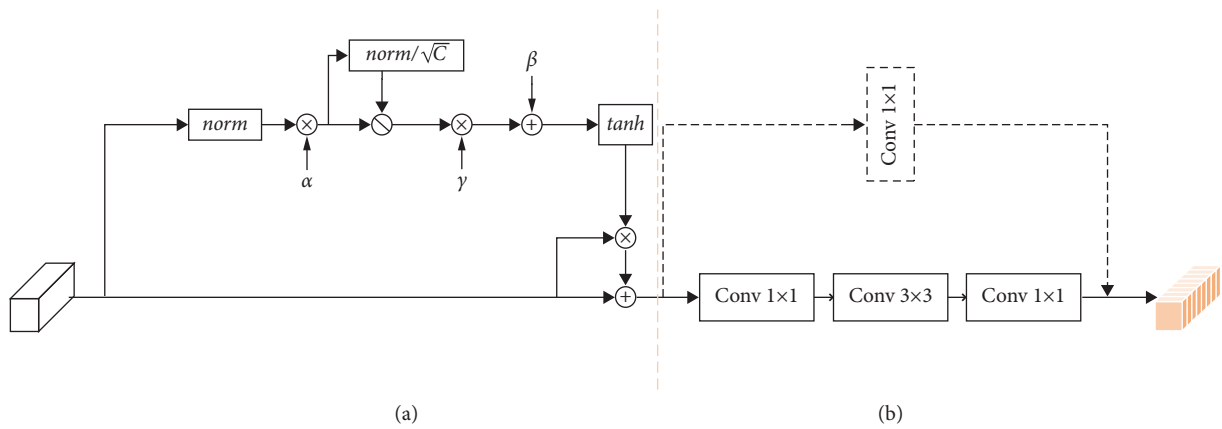 norm/√C
β
norm
×
\
×
+
tanh
α
γ
Conv 1×1
×
+
Conv 1×1
Conv 3×3
Conv 1×1
(a)
(b)